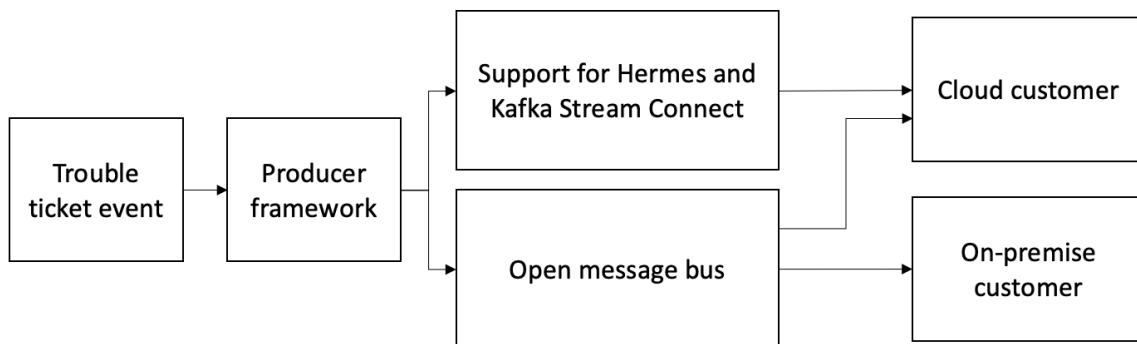 Trouble
ticket event
Producer
framework
Support for Hermes and
Kafka Stream Connect
Open message bus
Cloud customer
On-premise
customer